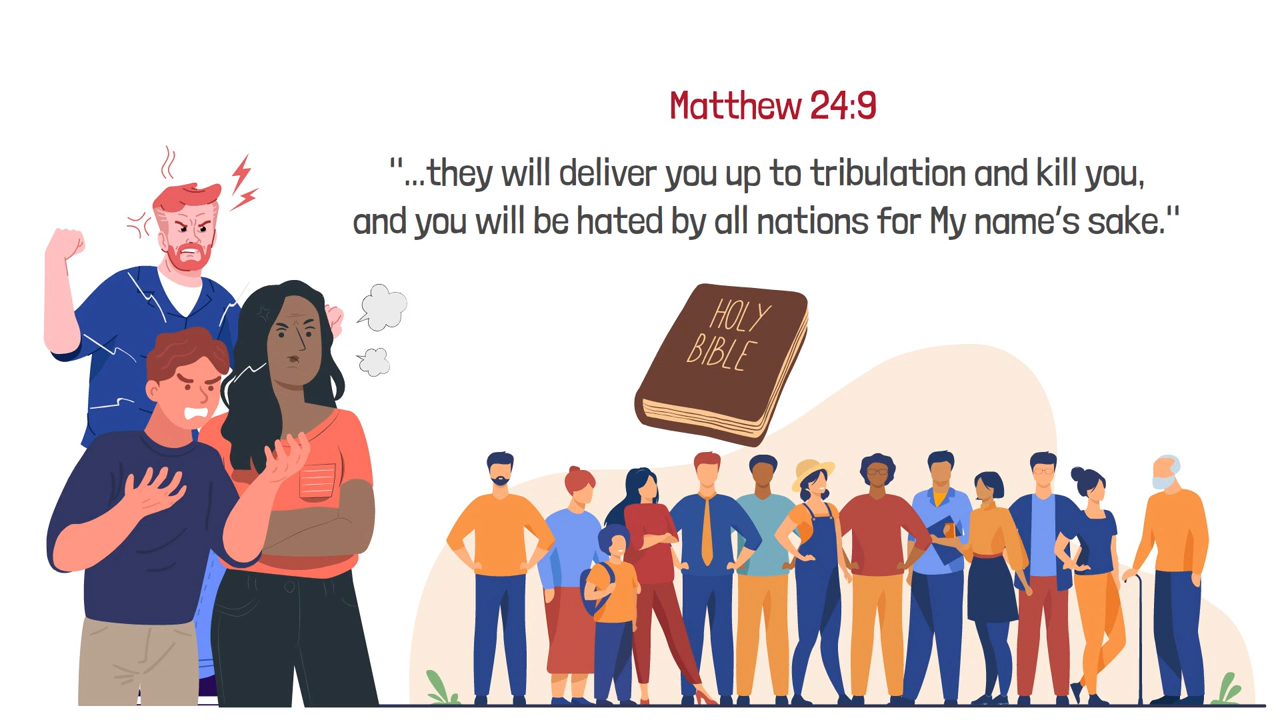 Matthew 24:9
"...they will deliver you up to tribulation and kill you,
and you will be hated by all nations for My name's sake."
HOLY
BIBLE